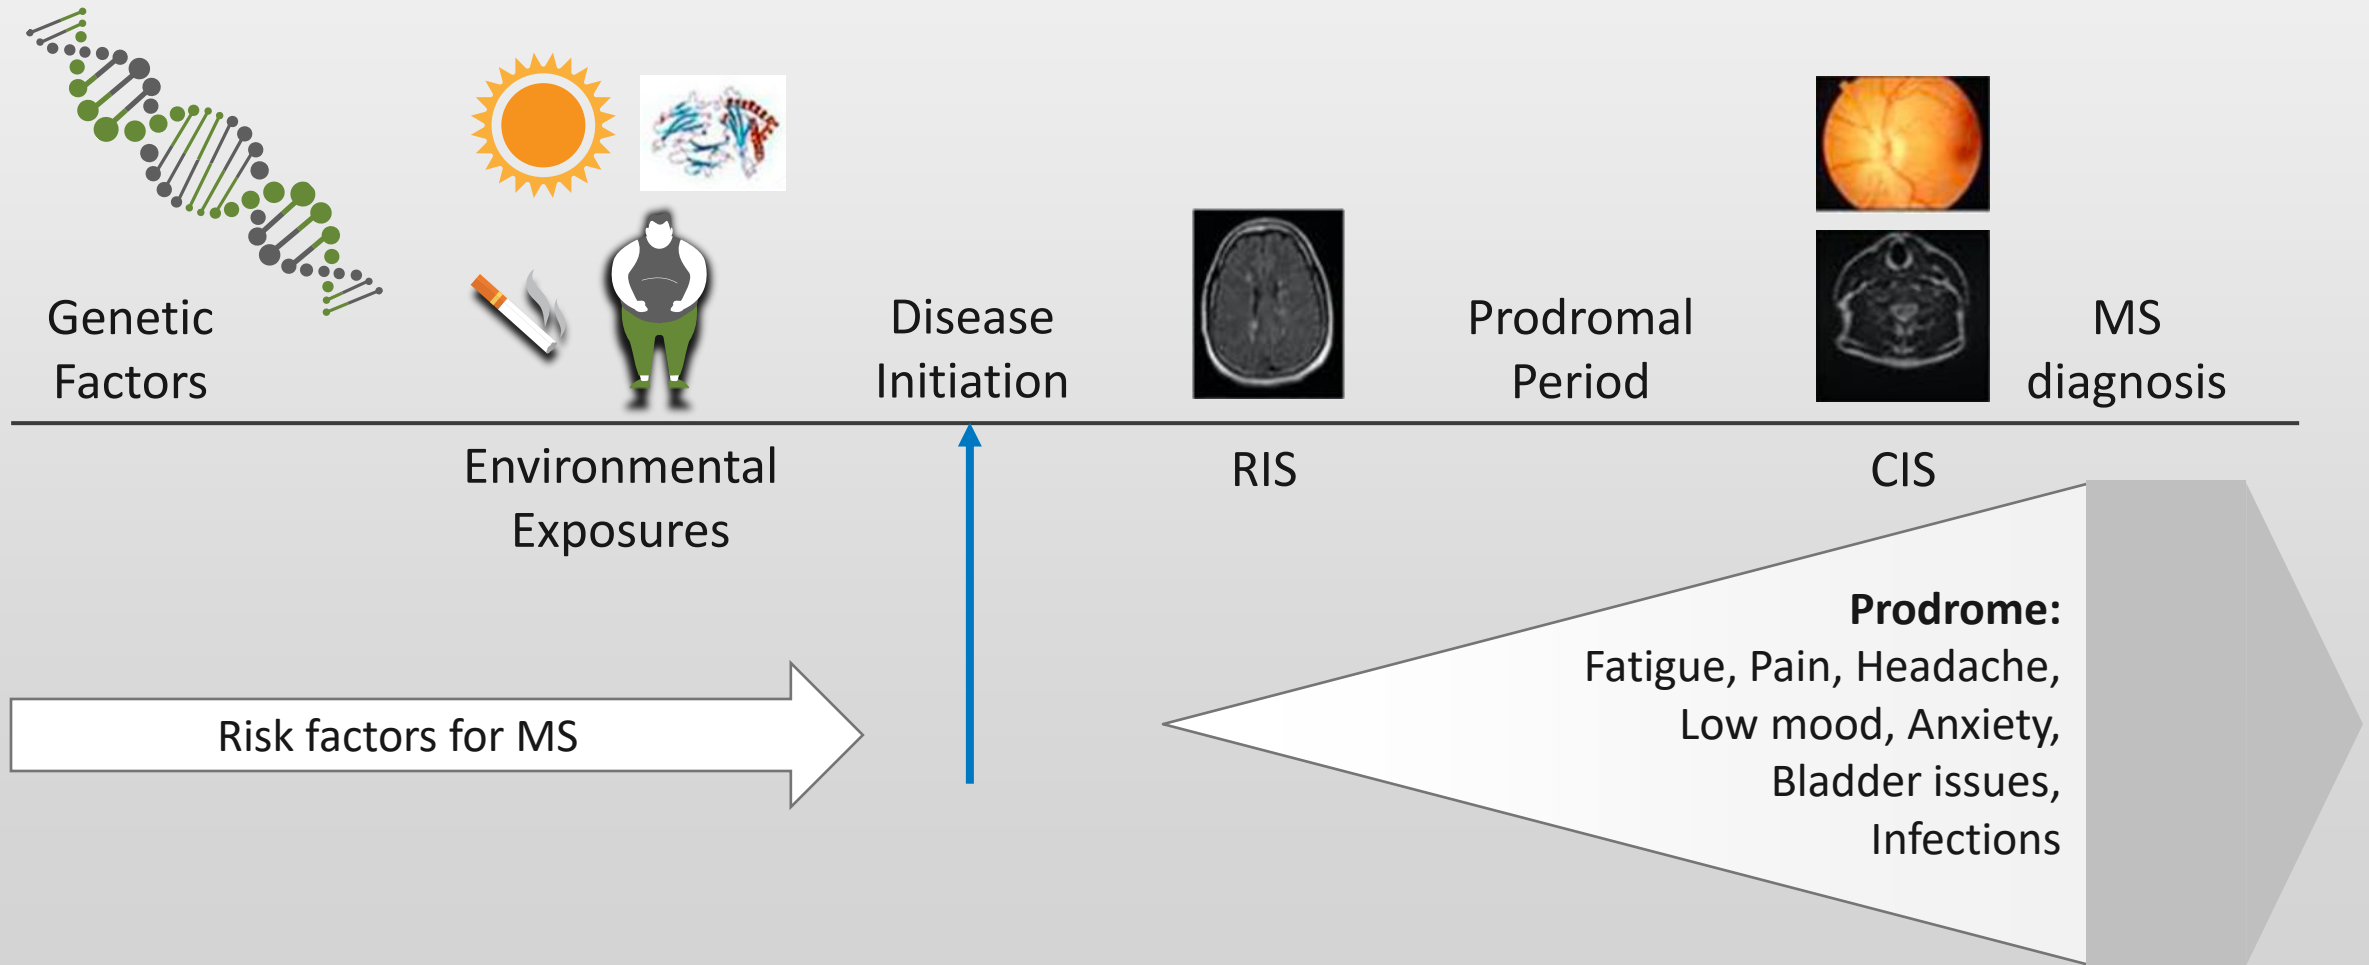 Genetic
Factors
Disease
Initiation
Prodromal
Period
MS
diagnosis
Environmental
Exposures
RIS
CIS
Risk factors for MS
Prodrome:
Fatigue, Pain, Headache,
Low mood, Anxiety,
Bladder issues,
Infections